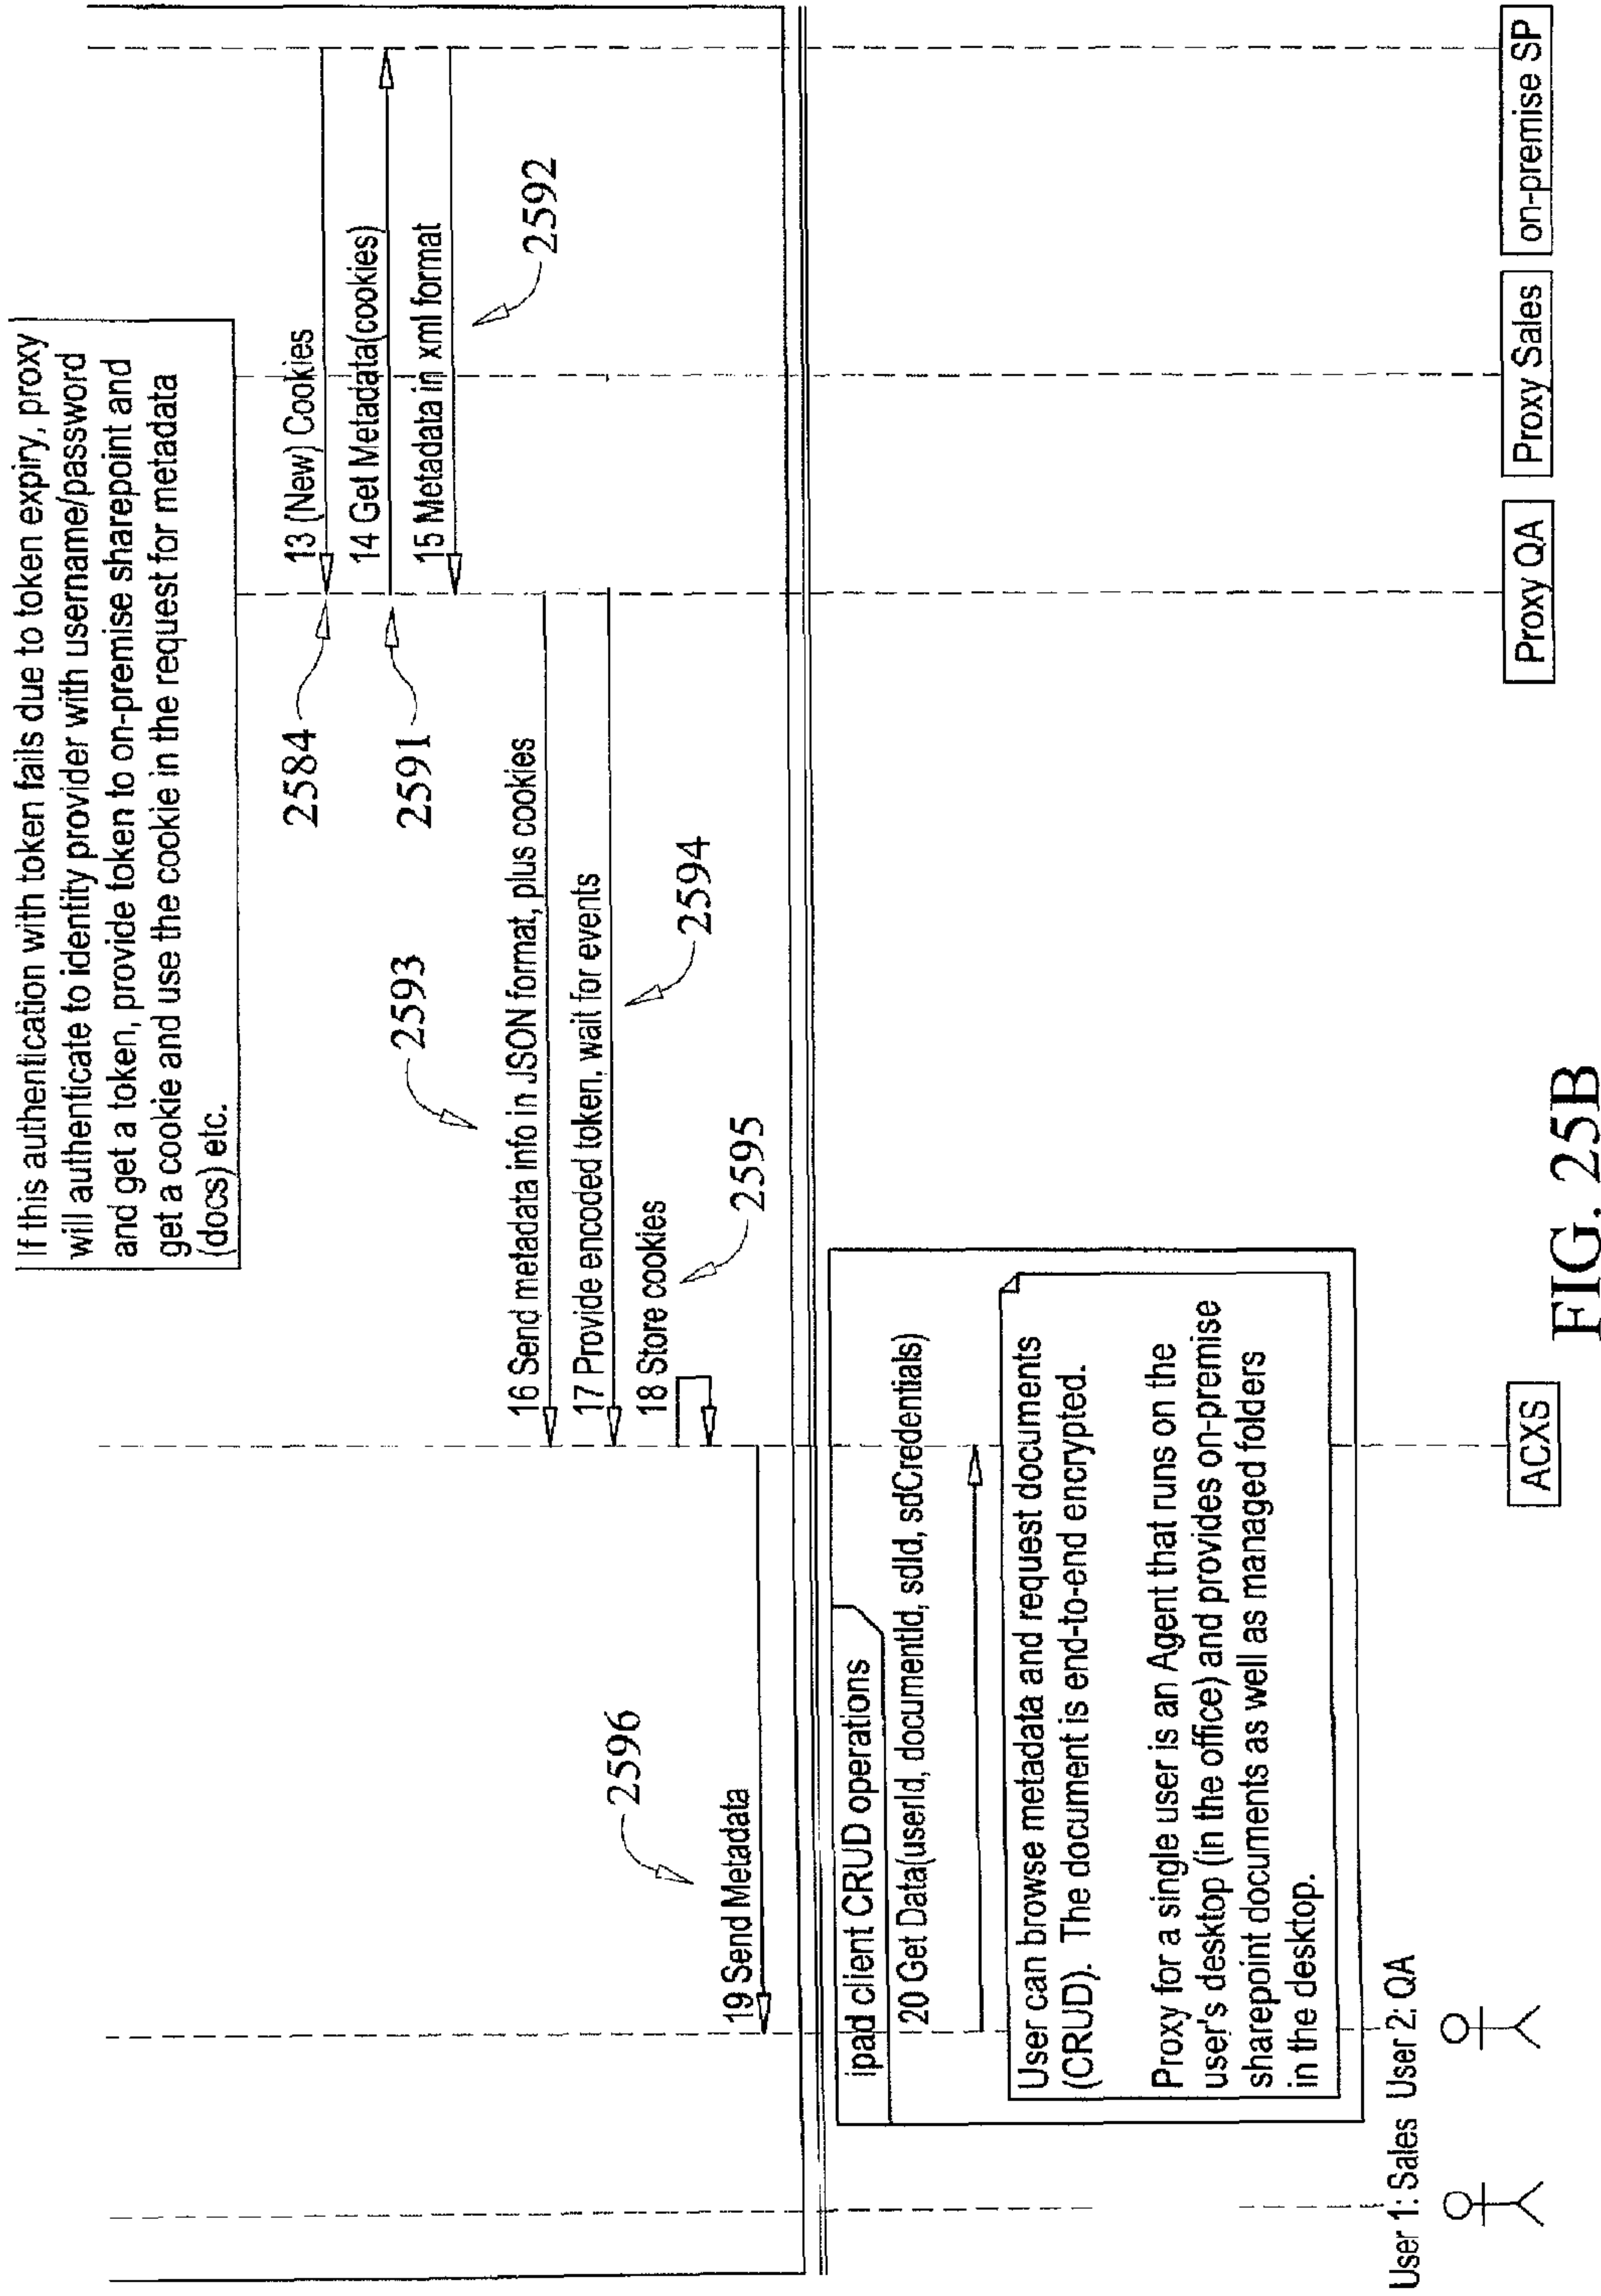 If this authentication with token fails due to token expiry, proxy
will authenticate to identity provider with username/password
and get a token, provide token to on-premise sharepoint and
get a cookie and use the cookie in the request for metadata
(docs) etc.
13 (New) Cookies
2584
14 Get Metadata(cookies)
2591
15 Metadata in xml format
2592
16 Send metadata info in JSON format, plus cookies
2593
17 Provide encoded token, wait for events
2594
18 Store cookies
2595
19 Send Metadata
2596
ipad client CRUD operations
20 Get Data(userId, documentId, sdId, sdCredentials)
User can browse metadata and request documents
(CRUD). The document is end-to-end encrypted.
Proxy for a single user is an Agent that runs on the
user's desktop (in the office) and provides on-premise
sharepoint documents as well as managed folders
in the desktop.
User 1: Sales
User 2: QA
ACXS
Proxy QA
Proxy Sales
on-premise SP
FIG. 25B